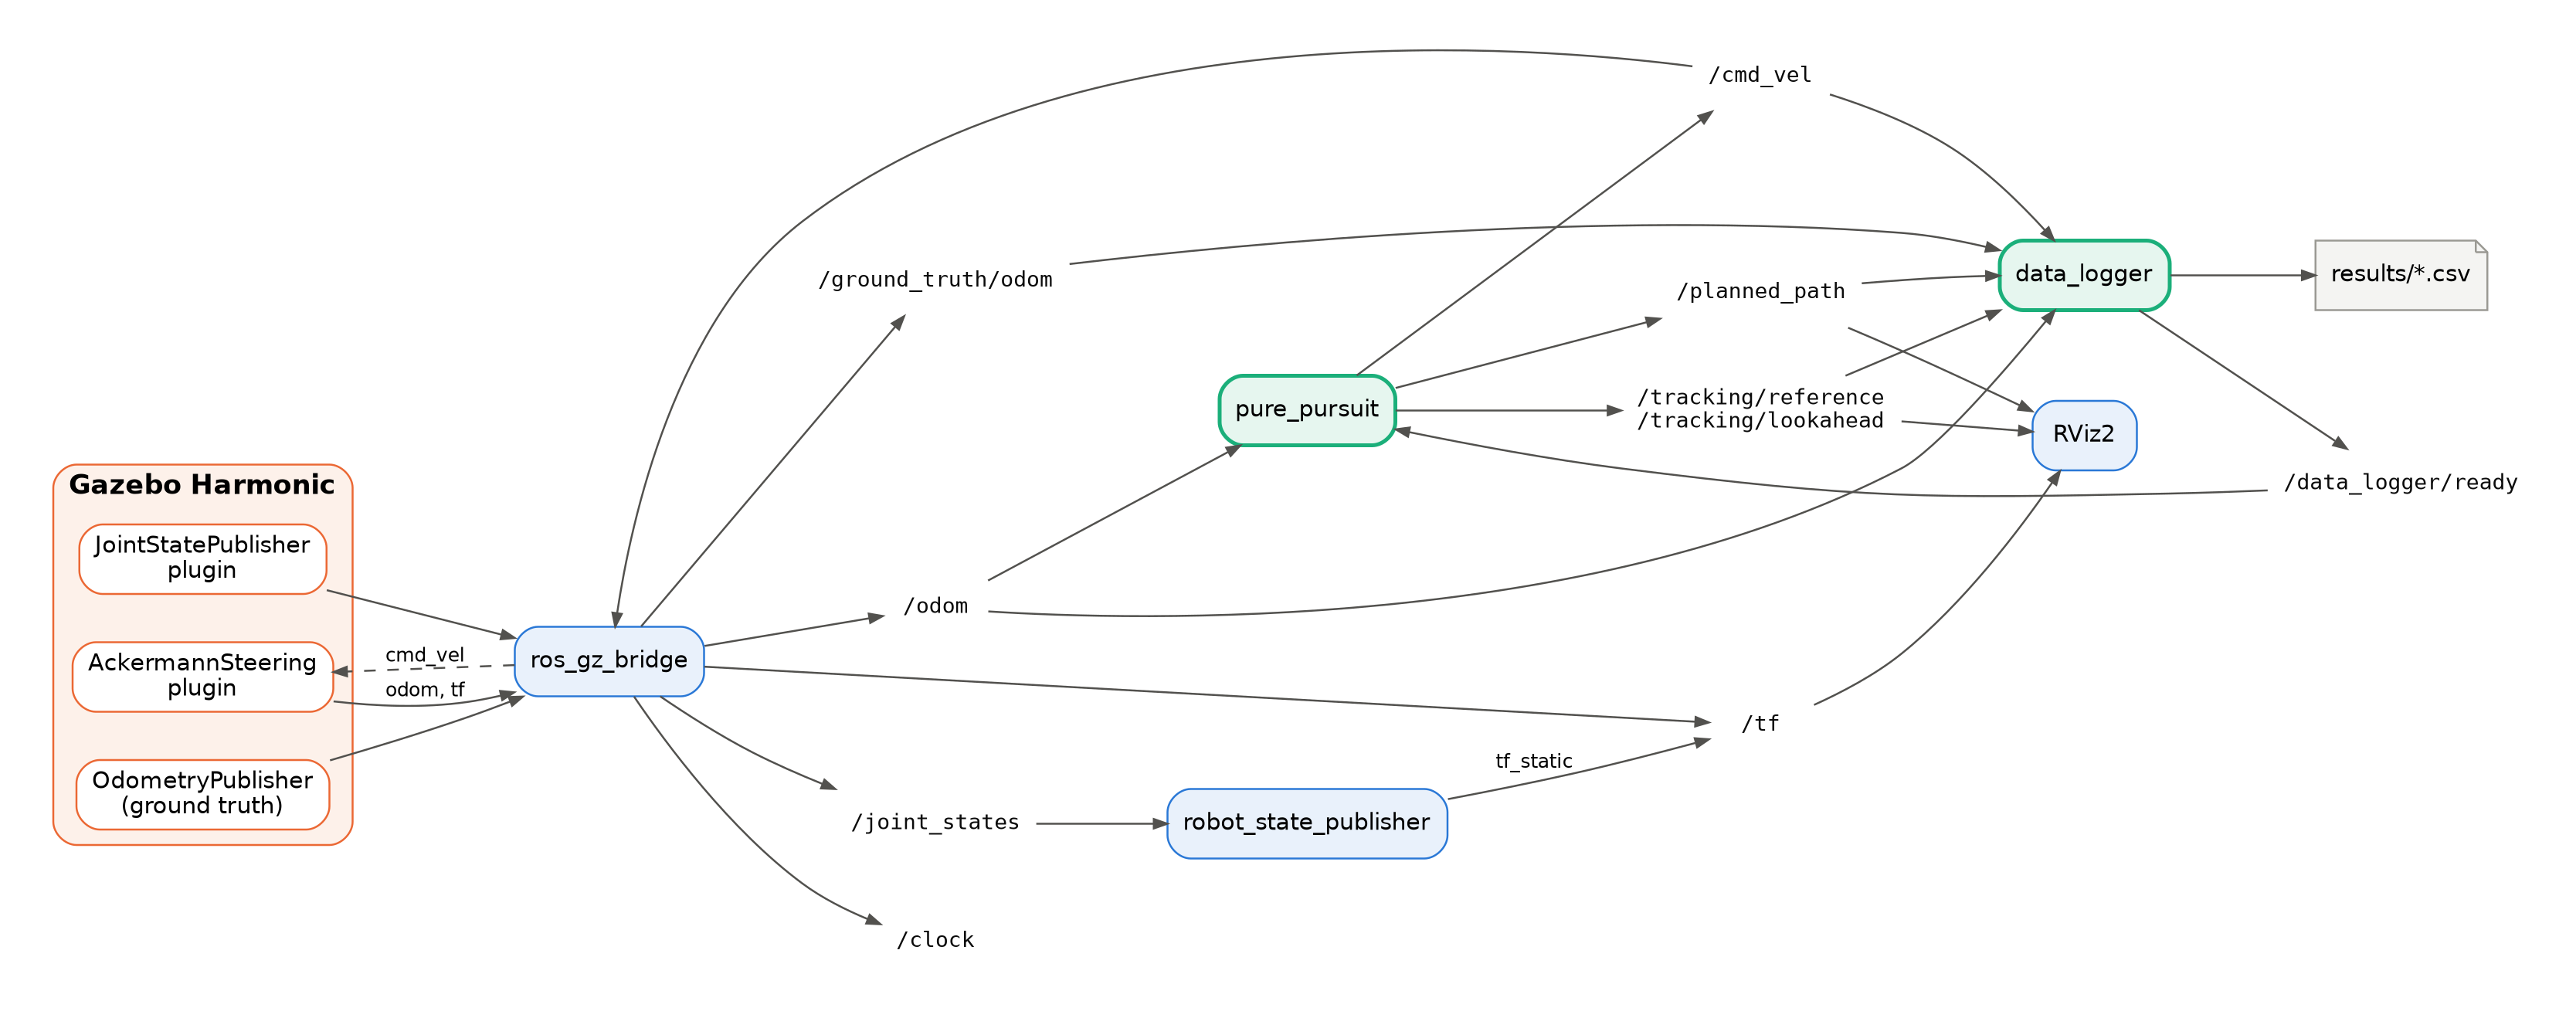 /cmd_vel
/ground_truth/odom
/planned_path
data_logger
results/*.csv
pure_pursuit
/tracking/reference
/tracking/lookahead
RViz2
/data_logger/ready
Gazebo Harmonic
JointStatePublisher
plugin
AckermannSteering
plugin
cmd_vel
odom, tf
OdometryPublisher
(ground truth)
ros_gz_bridge
/odom
/tf
tf_static
/joint_states
robot_state_publisher
/clock